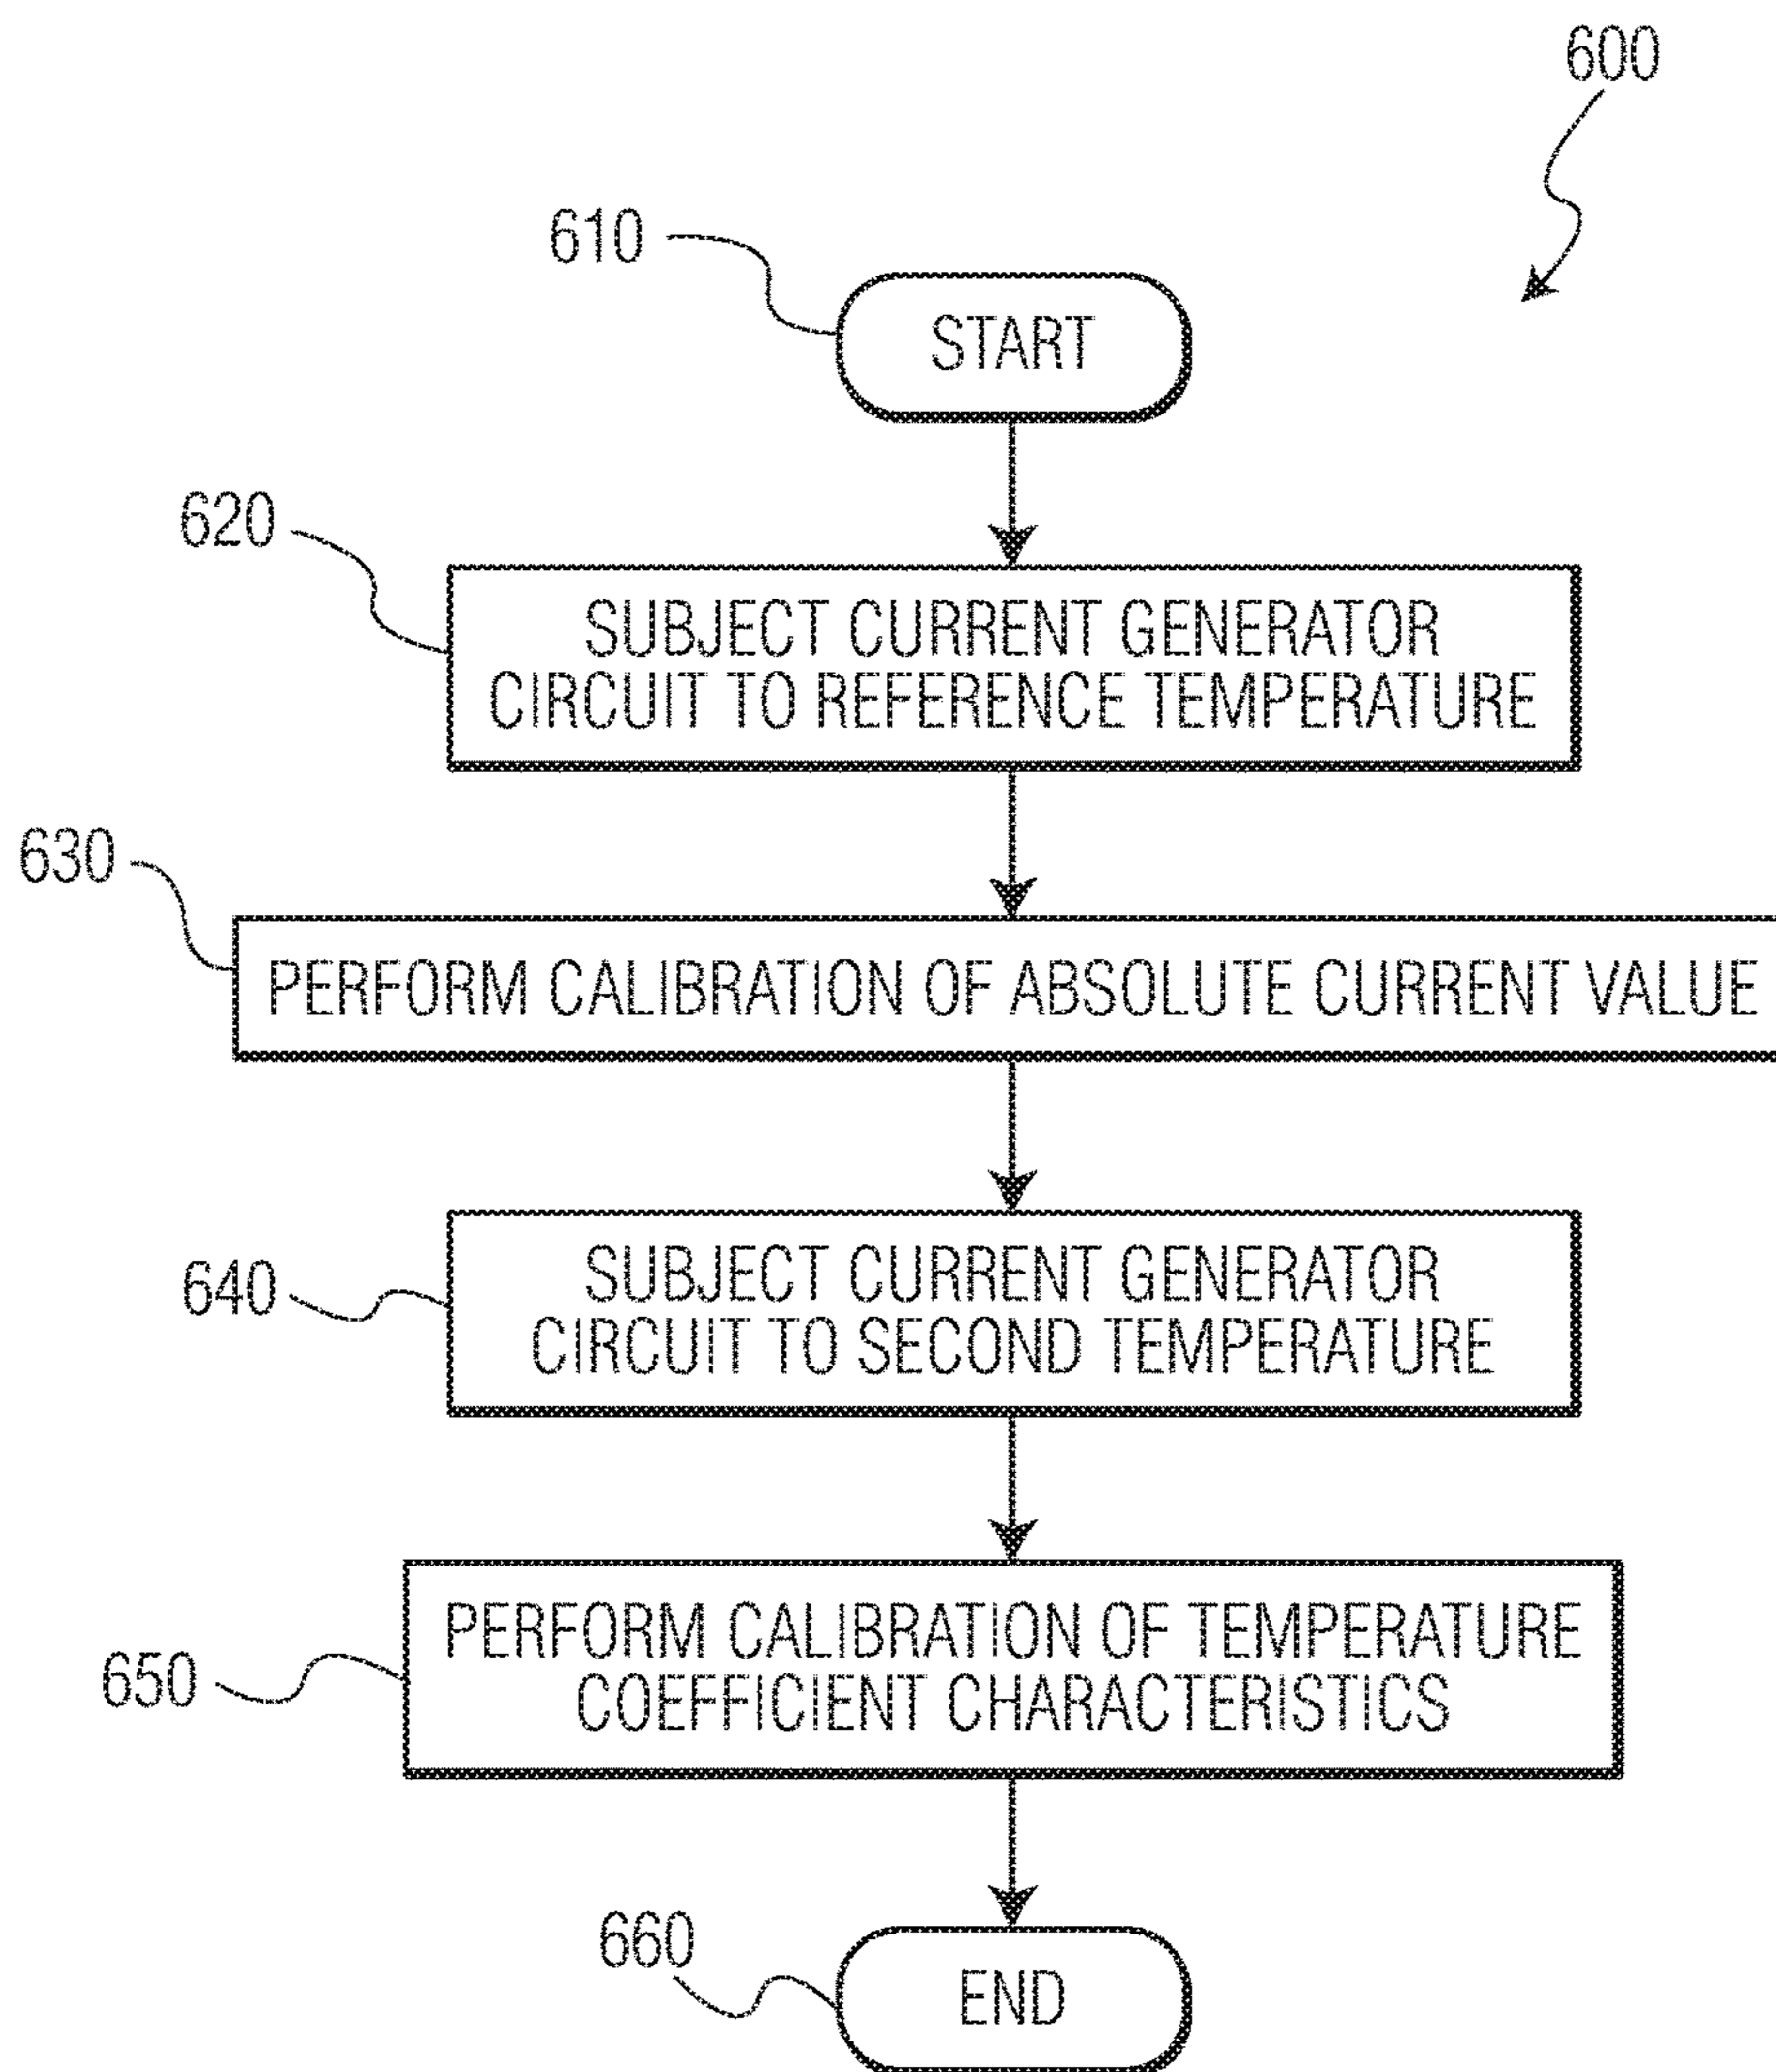 600
610
START
620
SUBJECT CURRENT GENERATOR
CIRCUIT TO REFERENCE TEMPERATURE
630
PERFORM CALIBRATION OF ABSOLUTE CURRENT VALUE
640
SUBJECT CURRENT GENERATOR
CIRCUIT TO SECOND TEMPERATURE
650
PERFORM CALIBRATION OF TEMPERATURE
COEFFICIENT CHARACTERISTICS
660
END